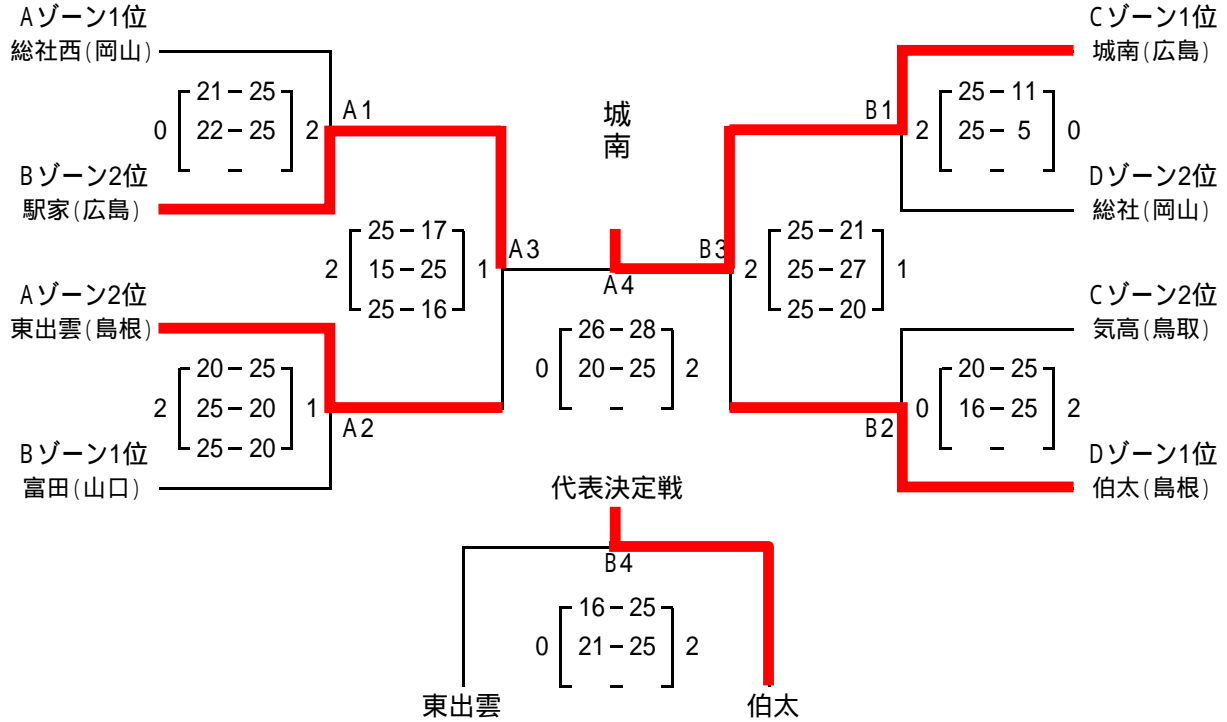 Aゾーン1位
総社西(岡山)
21-25
0 22-25 2
-
A1
Bゾーン2位
駅家(広島)
Aゾーン2位
東出雲(島根)
20-25
2 25-20 1
25-20
A2
Bゾーン1位
富田(山口)
25-17
2 15-25 1
25-16
A3
城南
A4
26-28
0 20-25 2
-
Cゾーン1位
城南(広島)
B1
25-11
2 25-5 0
-
Dゾーン2位
総社(岡山)
B3
25-21
2 25-27 1
25-20
Cゾーン2位
気高(鳥取)
20-25
0 16-25 2
-
B2
Dゾーン1位
伯太(島根)
代表決定戦
B4
16-25
0 21-25 2
-
東出雲
伯太